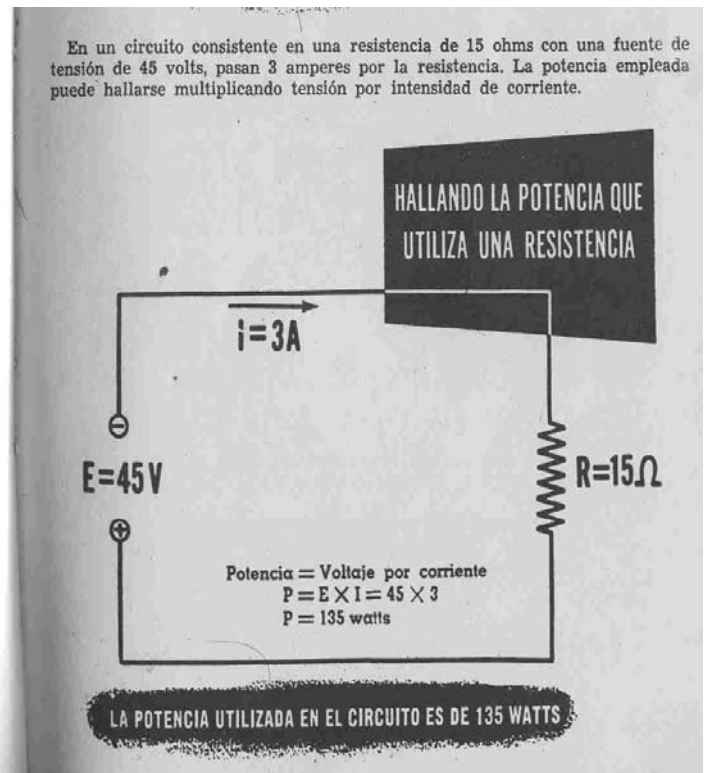 En un circuito consistente en una resistencia de 15 ohms con una fuente de
tensión de 45 volts, pasan 3 amperes por la resistencia. La potencia empleada
puede hallarse multiplicando tensión por intensidad de corriente.
HALLANDO LA POTENCIA QUE
UTILIZA UNA RESISTENCIA
i=3A
E=45V
R=15Ω
Potencia = Voltaje por corriente
P = E X I = 45 X 3
P = 135 watts
LA POTENCIA UTILIZADA EN EL CIRCUITO ES DE 135 WATTS